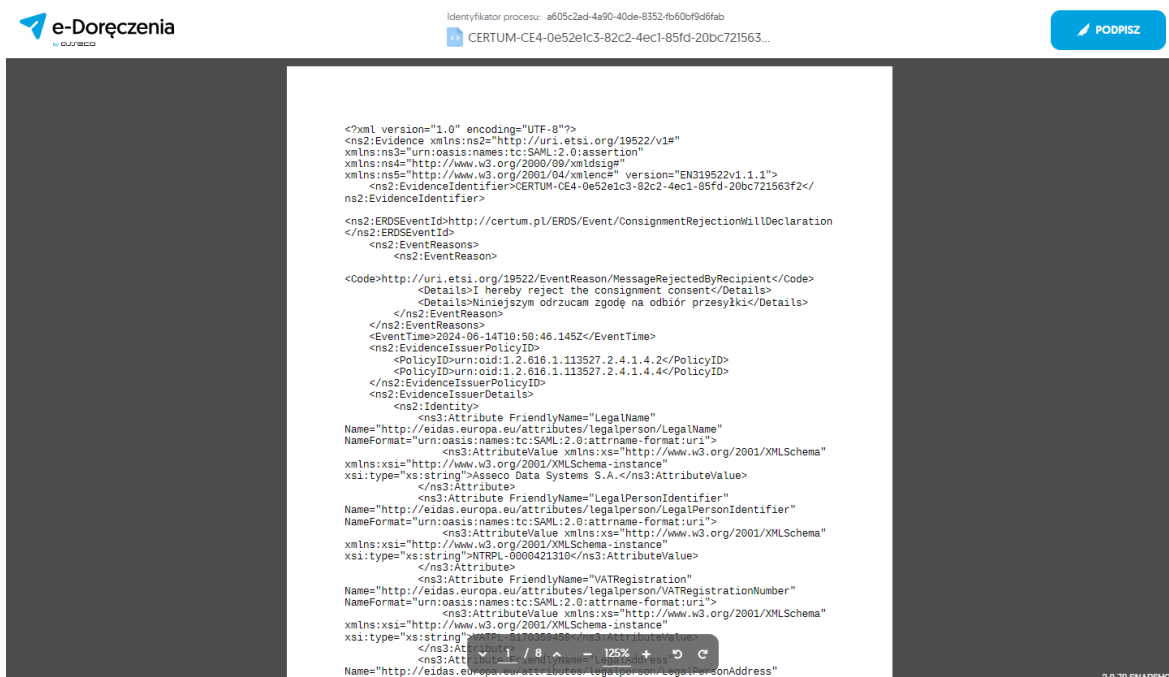 e-Doręczenia
by asseco
Identyfikator procesu: a605c2ad-4a90-40de-8352-fb60bf9d6fab
CERTUM-CE4-0e52e1c3-82c2-4ec1-85fd-20bc721563...
PODPISZ
<?xml version="1.0" encoding="UTF-8"?>
<ns2:Evidence xmlns:ns2="http://uri.etsi.org/19522/v1#"
xmlns:ns3="urn:oasis:names:tc:SAML:2.0:assertion"
xmlns:ns4="http://www.w3.org/2000/09/xmldsig#"
xmlns:ns5="http://www.w3.org/2001/04/xmlenc#" version="EN319522v1.1.1">
<ns2:EvidenceIdentifier>CERTUM-CE4-0e52e1c3-82c2-4ec1-85fd-20bc721563f2</
ns2:EvidenceIdentifier>
<ns2:ERDSEventId>http://certum.pl/ERDS/Event/ConsignmentRejectionWillDeclaration
</ns2:ERDSEventId>
<ns2:EventReasons>
<ns2:EventReason>
<Code>http://uri.etsi.org/19522/EventReason/MessageRejectedByRecipient</Code>
<Details>I hereby reject the consignment consent</Details>
<Details>Niniejszym odrzucam zgodę na odbiór przesyłki</Details>
</ns2:EventReason>
</ns2:EventReasons>
<EventTime>2024-06-14T10:50:46.145Z</EventTime>
<ns2:EvidenceIssuerPolicyID>
<PolicyID>urn:oid:1.2.616.1.113527.2.4.1.4.2</PolicyID>
<PolicyID>urn:oid:1.2.616.1.113527.2.4.1.4.4</PolicyID>
</ns2:EvidenceIssuerPolicyID>
<ns2:EvidenceIssuerDetails>
<ns2:Identity>
<ns3:Attribute FriendlyName="LegalName"
Name="http://eidas.europa.eu/attributes/legalperson/LegalName"
NameFormat="urn:oasis:names:tc:SAML:2.0:attrname-format:uri">
<ns3:AttributeValue xmlns:xs="http://www.w3.org/2001/XMLSchema"
xmlns:xsi="http://www.w3.org/2001/XMLSchema-instance"
xsi:type="xs:string">Asseco Data Systems S.A.</ns3:AttributeValue>
</ns3:Attribute>
<ns3:Attribute FriendlyName="LegalPersonIdentifier"
Name="http://eidas.europa.eu/attributes/legalperson/LegalPersonIdentifier"
NameFormat="urn:oasis:names:tc:SAML:2.0:attrname-format:uri">
<ns3:AttributeValue xmlns:xs="http://www.w3.org/2001/XMLSchema"
xmlns:xsi="http://www.w3.org/2001/XMLSchema-instance"
xsi:type="xs:string">NTRPL-0000421310</ns3:AttributeValue>
</ns3:Attribute>
<ns3:Attribute FriendlyName="VATRegistration"
Name="http://eidas.europa.eu/attributes/legalperson/VATRegistrationNumber"
NameFormat="urn:oasis:names:tc:SAML:2.0:attrname-format:uri">
<ns3:AttributeValue xmlns:xs="http://www.w3.org/2001/XMLSchema"
xmlns:xsi="http://www.w3.org/2001/XMLSchema-instance"
xsi:type="xs:string">VATPL-5170359458</ns3:AttributeValue>
</ns3:Attribute>
<ns3:Attribute FriendlyName="LegalAddress"
Name="http://eidas.europa.eu/attributes/legalperson/LegalPersonAddress"
1 / 8 125%